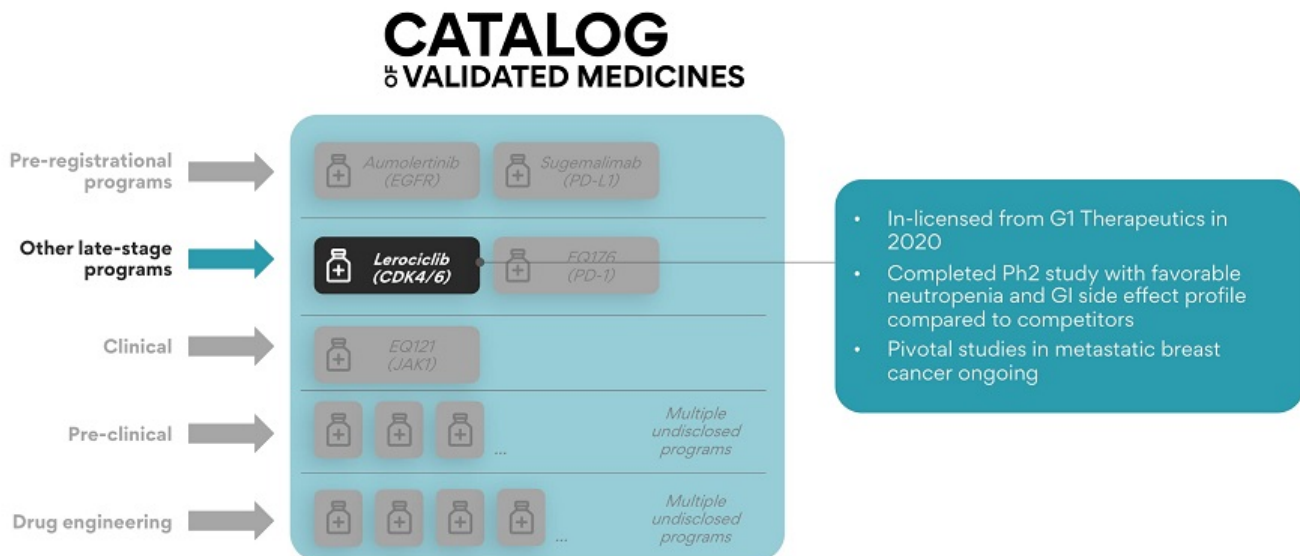 CATALOG
OF VALIDATED MEDICINES
Pre-registrational
programs
Aumolertinib
(EGFR)
Sugemalimab
(PD-L1)
Other late-stage
programs
Lerociclib
(CDK4/6)
EQ176
(PD-1)
• In-licensed from G1 Therapeutics in
2020
• Completed Ph2 study with favorable
neutropenia and GI side effect profile
compared to competitors
• Pivotal studies in metastatic breast
cancer ongoing
Clinical
EQ121
(JAK1)
Pre-clinical
...
Multiple
undisclosed
programs
Drug engineering
...
Multiple
undisclosed
programs